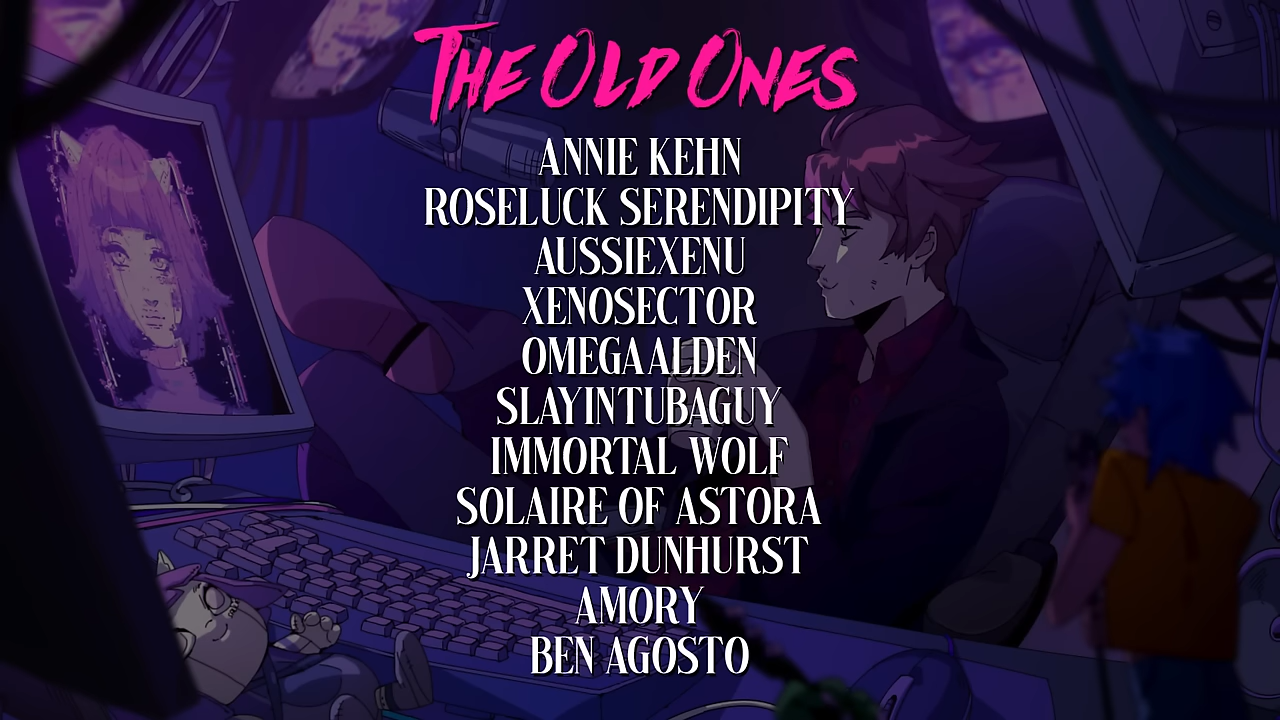 The Old Ones
ANNIE KEHN
ROSELUCK SERENDIPITY
AUSSIEXENU
XENOSECTOR
OMEGAALDEN
SLAYINTUBAGUY
IMMORTAL WOLF
SOLAIRE OF ASTORA
JARRET DUNHURST
AMORY
BEN AGOSTO